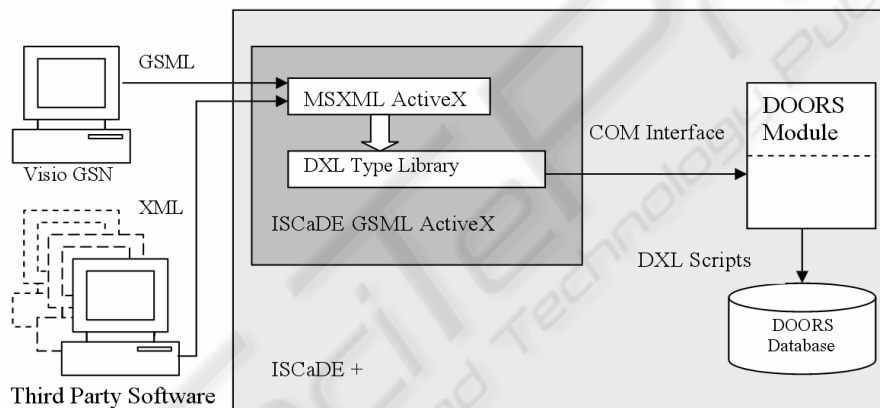 GSML
MSXML ActiveX
DXL Type Library
ISCaDE GSML ActiveX
COM Interface
DOORS
Module
Visio GSN
XML
Third Party Software
DXL Scripts
DOORS
Database
ISCaDE +